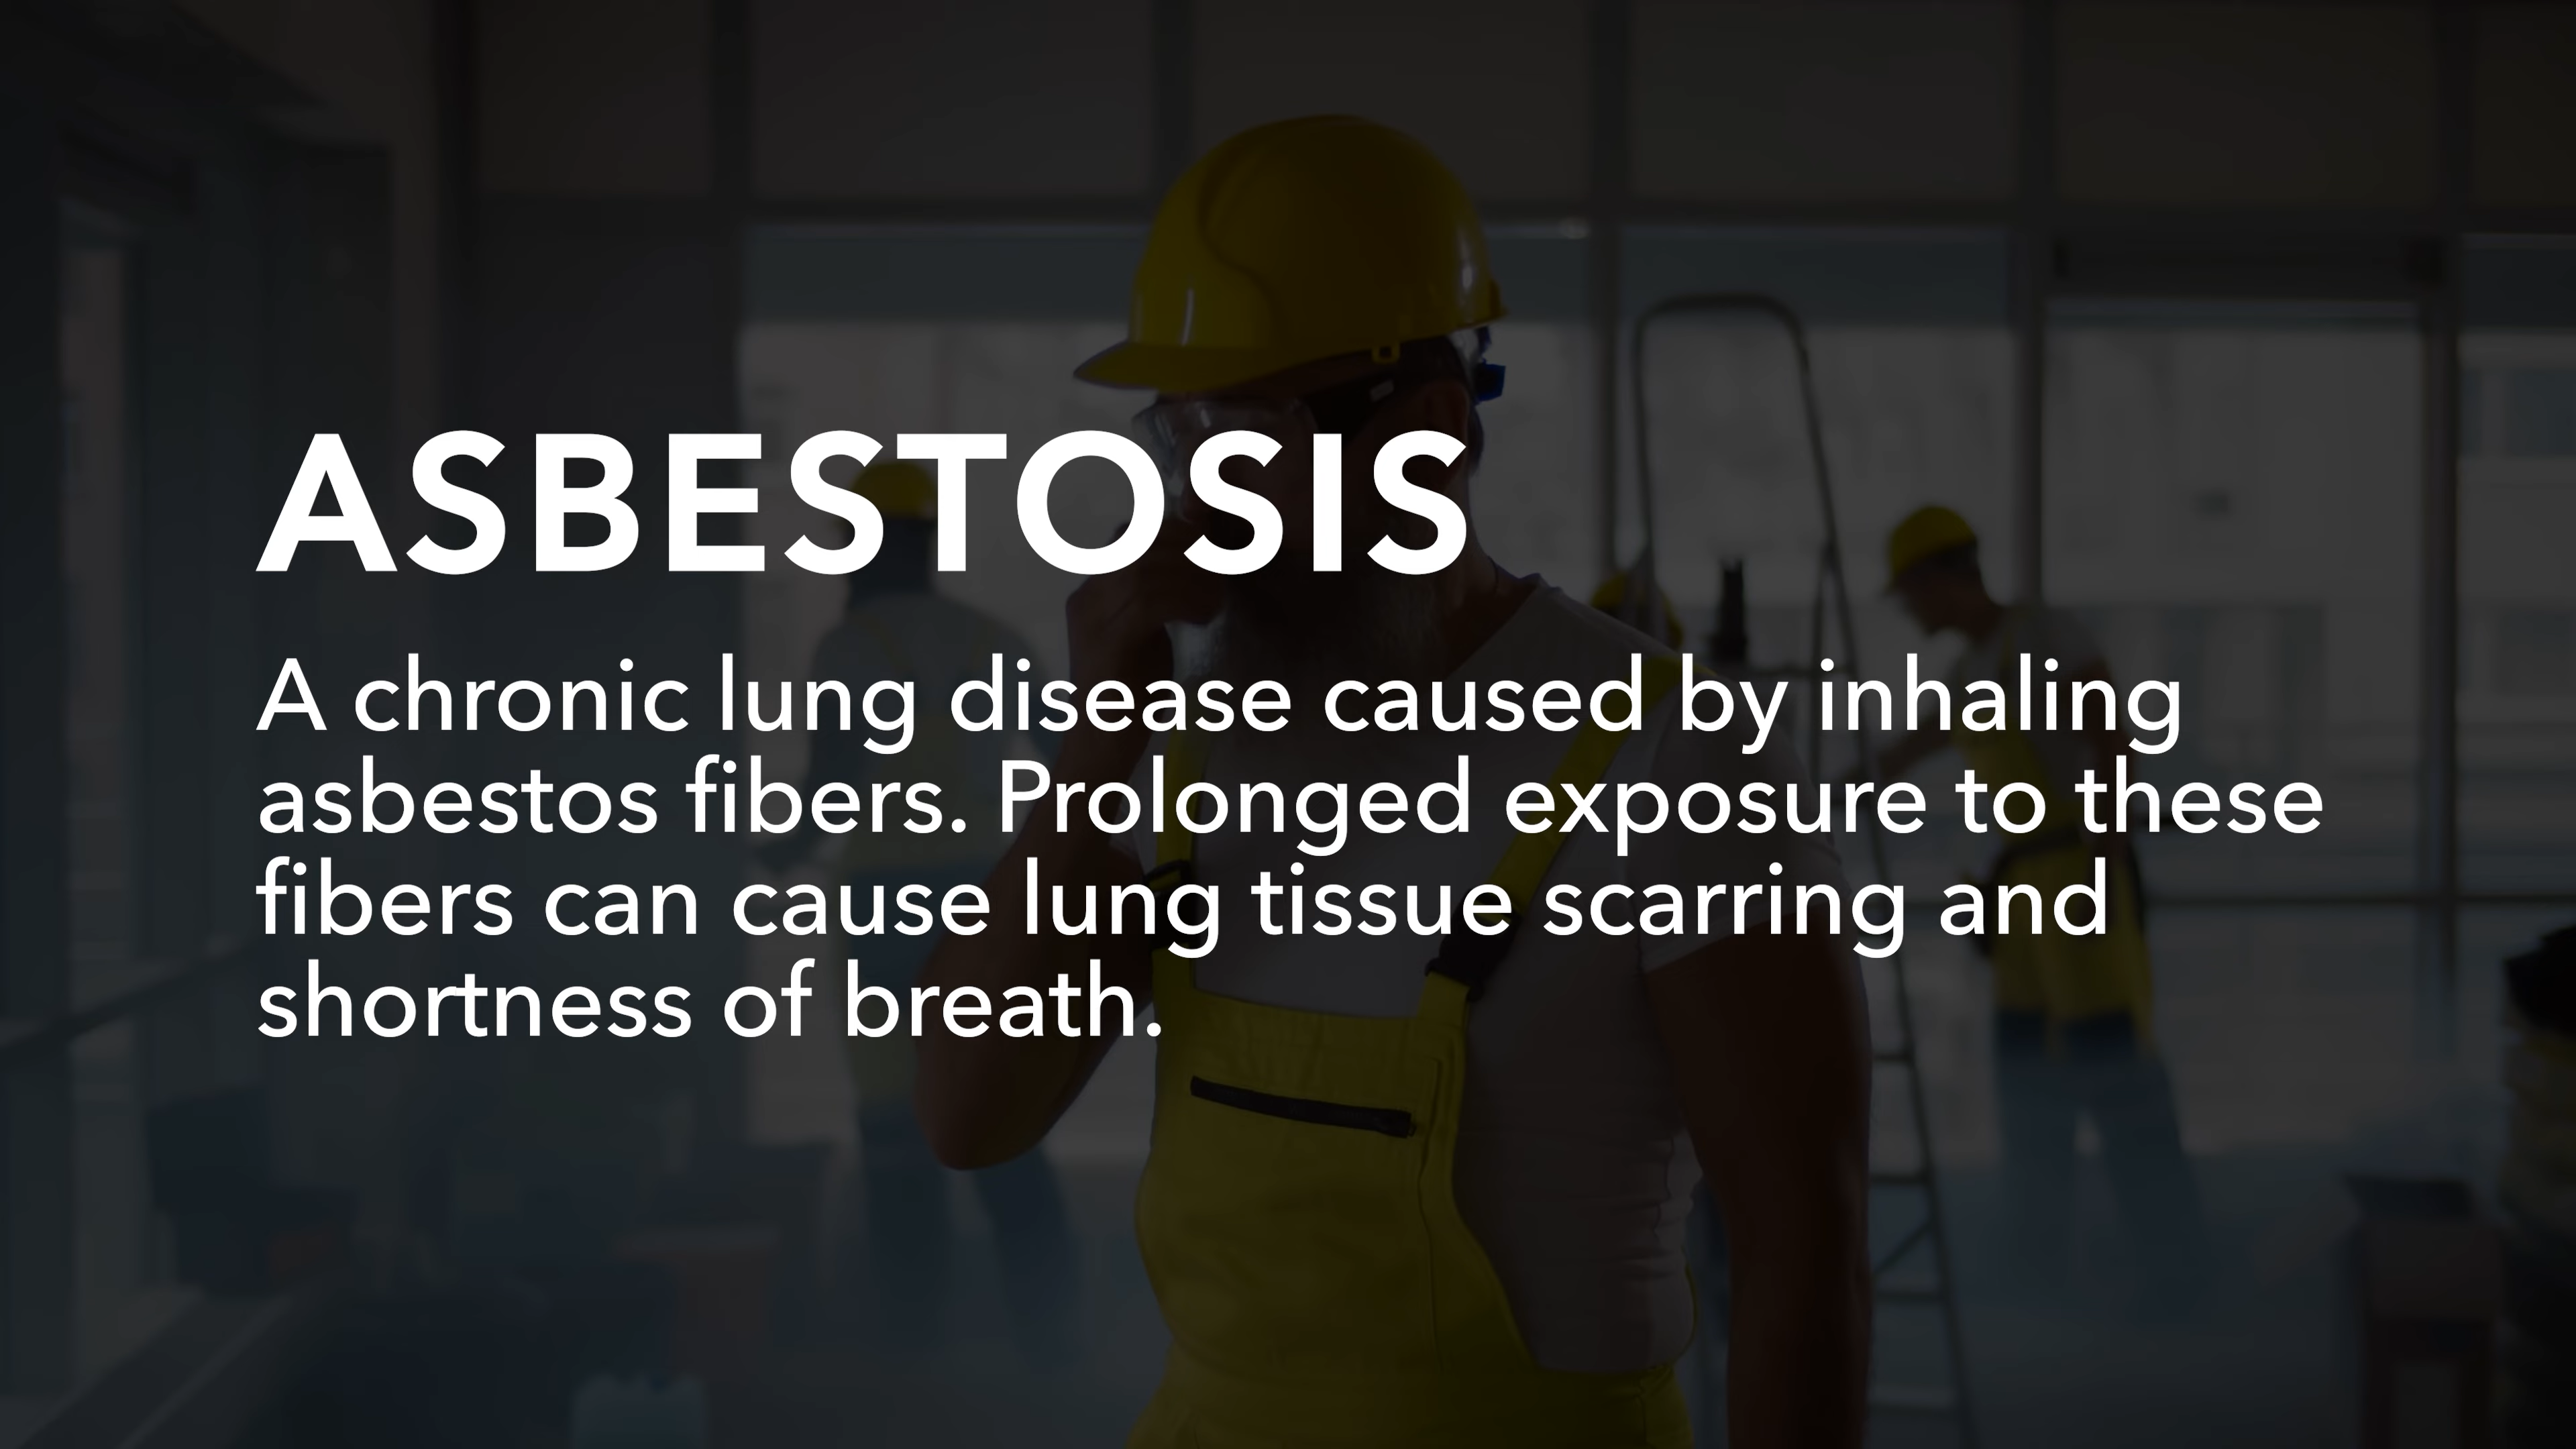 ASBESTOSIS
A chronic lung disease caused by inhaling
asbestos fibers. Prolonged exposure to these
fibers can cause lung tissue scarring and
shortness of breath.